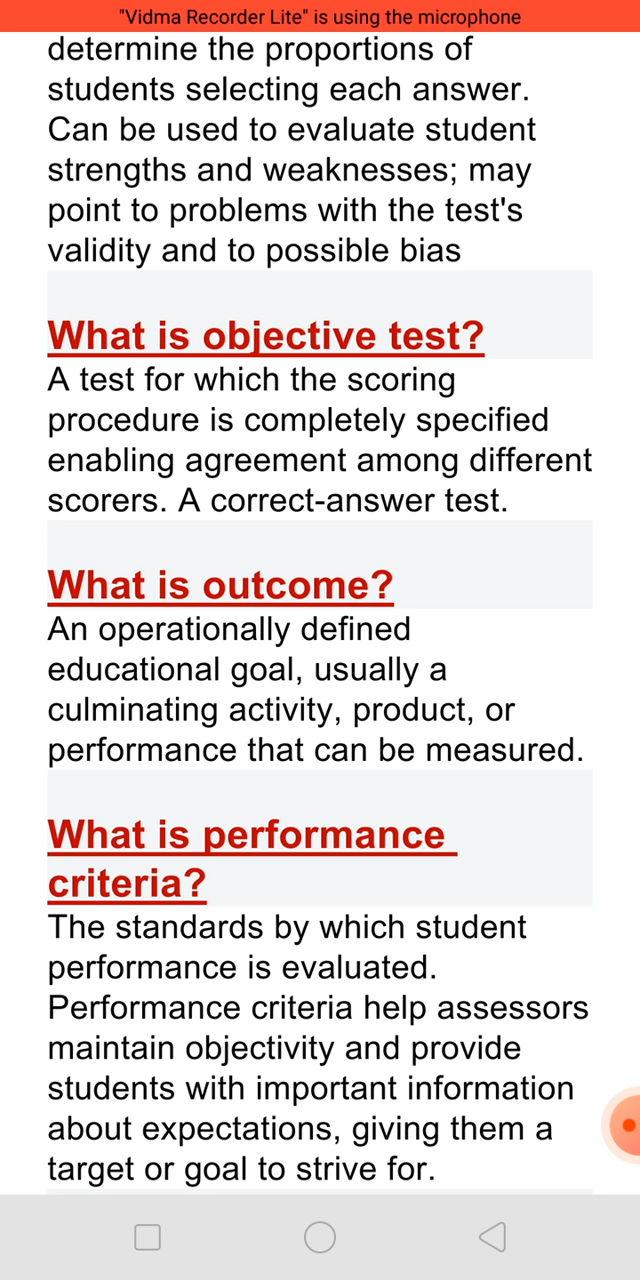 "Vidma Recorder Lite" is using the microphone
determine the proportions of
students selecting each answer.
Can be used to evaluate student
strengths and weaknesses; may
point to problems with the test's
validity and to possible bias
What is objective test?
A test for which the scoring
procedure is completely specified
enabling agreement among different
scorers. A correct-answer test.
What is outcome?
An operationally defined
educational goal, usually a
culminating activity, product, or
performance that can be measured.
What is performance
criteria?
The standards by which student
performance is evaluated.
Performance criteria help assessors
maintain objectivity and provide
students with important information
about expectations, giving them a
target or goal to strive for.